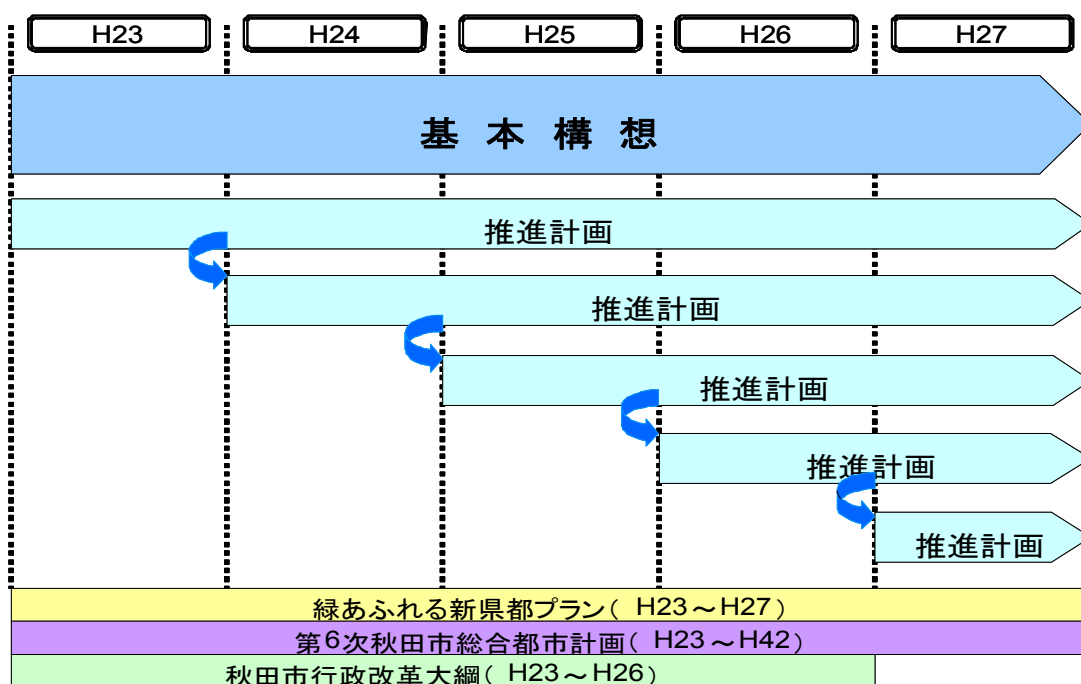 H23 H24 H25 H26 H27
基本構想
推進計画
推進計画
推進計画
推進計画
推進計画
緑あふれる新県都プラン( H23～H27)
第6次秋田市総合都市計画( H23～H42)
秋田市行政改革大綱( H23～H26)